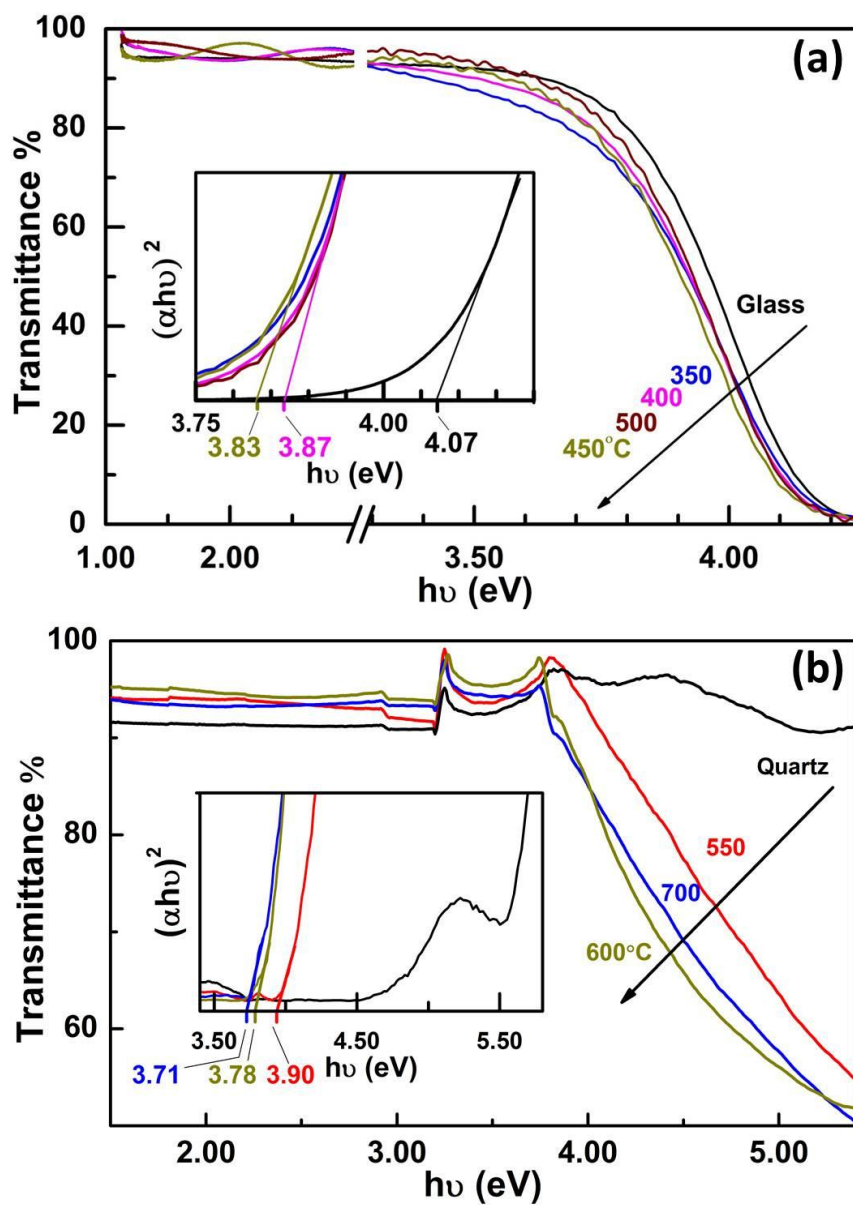 (a)
100
80
60
40
20
0
Transmittance %
1.00
2.00
3.50
4.00
hυ (eV)
Glass
350
400
500
450°C
(αhυ)²
3.75
4.00
3.83
3.87
4.07
hυ (eV)
(b)
100
80
60
Transmittance %
2.00
3.00
4.00
5.00
hυ (eV)
Quartz
550
700
600°C
(αhυ)²
3.50
4.50
5.50
3.71
3.78
3.90
hυ (eV)